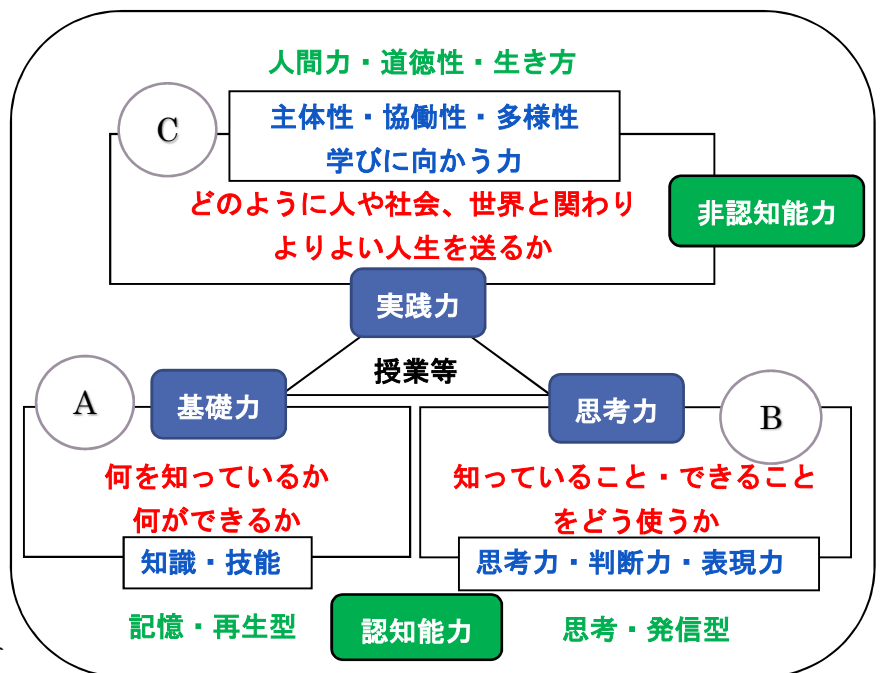 人間力・道徳性・生き方
C
主体性・協働性・多様性
学びに向かう力
どのように人や社会、世界と関わり
よりよい人生を送るか
非認知能力
実践力
授業等
A
基礎力
思考力
B
何を知っているか
何ができるか
知識・技能
知っていること・できること
をどう使うか
思考力・判断力・表現力
記憶・再生型
認知能力
思考・発信型